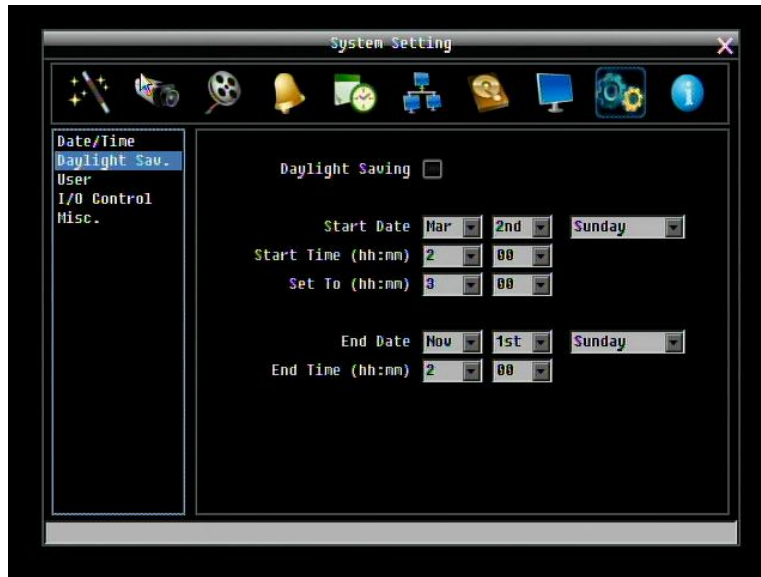 System Setting
Date/Time
Daylight Sav.
User
I/O Control
Misc.
Daylight Saving
Start Date Mar 2nd Sunday
Start Time (hh:mm) 2 00
Set To (hh:mm) 3 00
End Date Nov 1st Sunday
End Time (hh:mm) 2 00